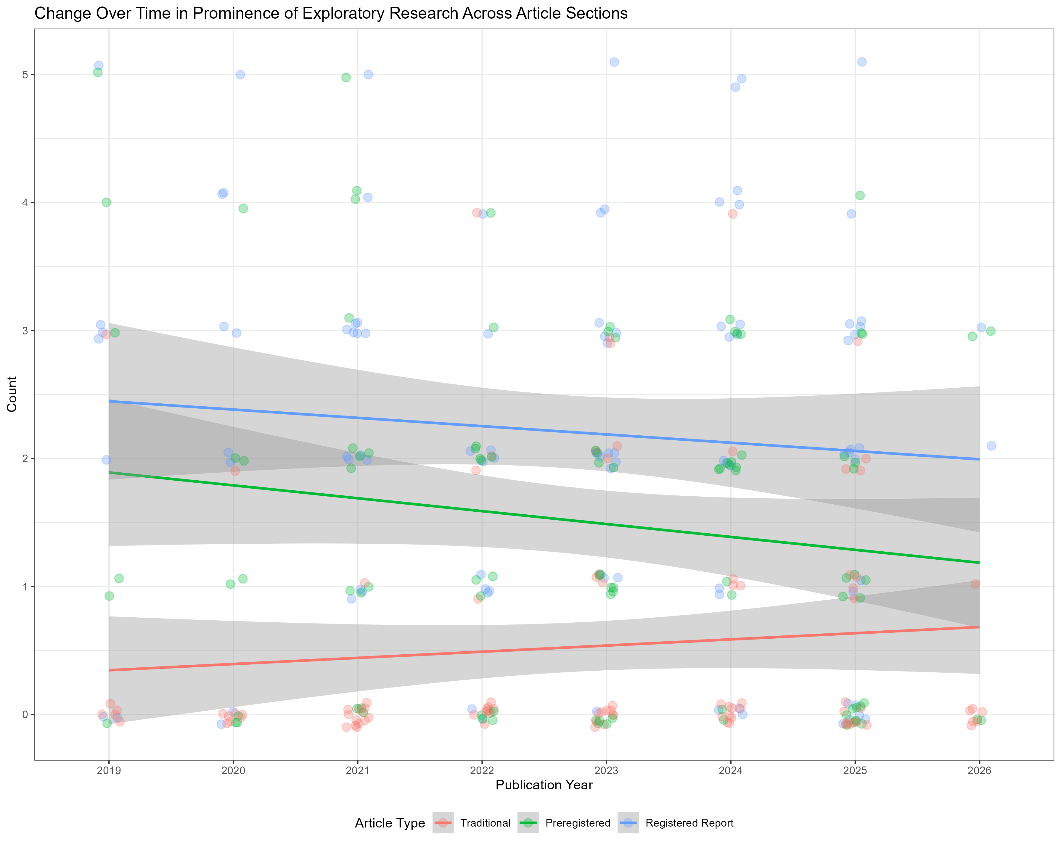 Change Over Time in Prominence of Exploratory Research Across Article Sections
5
4
3
2
1
0
Count
2019 2020 2021 2022 2023 2024 2025 2026
Publication Year
Article Type Traditional Preregistered Registered Report